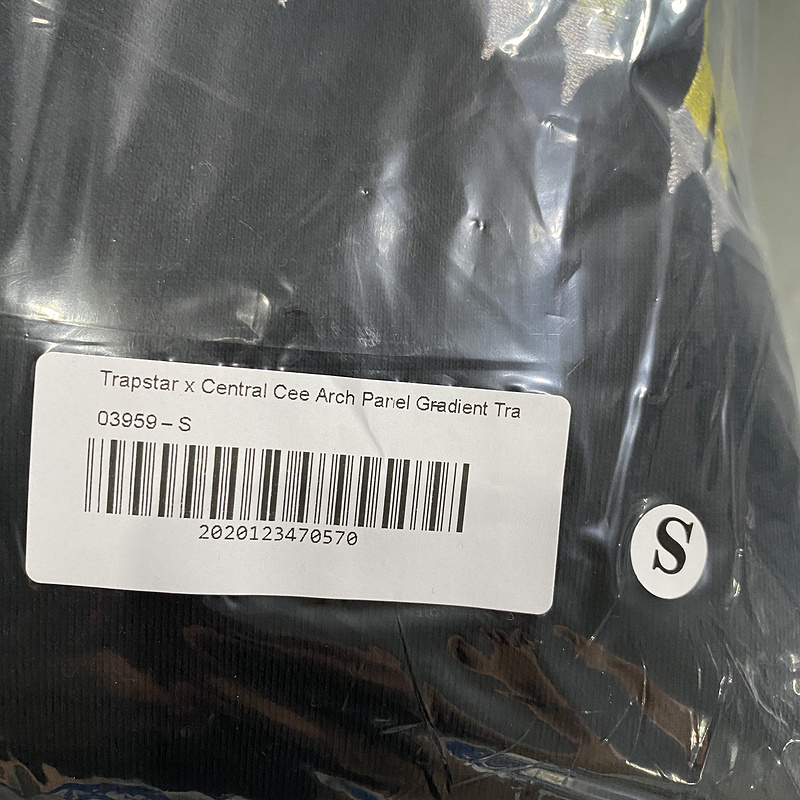 Trapstar x Central Cee Arch Panel Gradient Tra
03959 – S
2020123470570
S